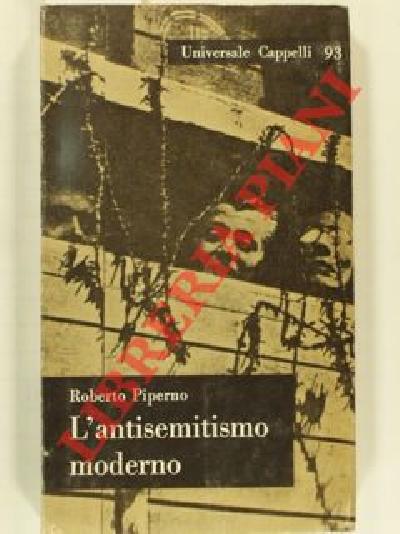 Universale Cappelli 93
LIBRERIA PIANI
Roberto Piperno
L'antisemitismo
moderno